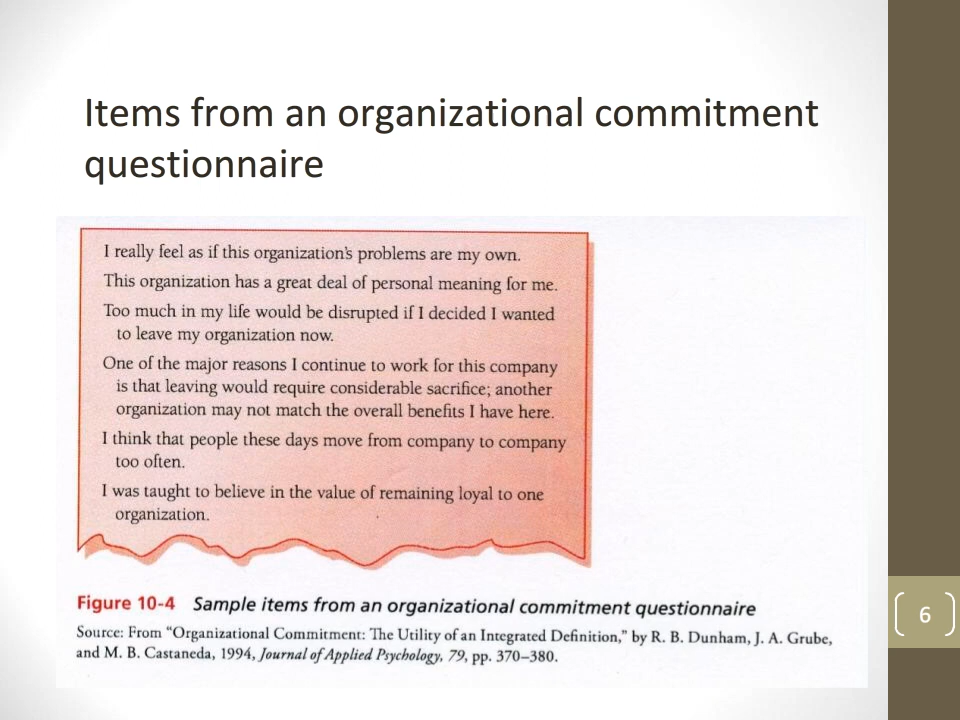 Items from an organizational commitment
questionnaire
I really feel as if this organization's problems are my own.
This organization has a great deal of personal meaning for me.
Too much in my life would be disrupted if I decided I wanted
to leave my organization now.
One of the major reasons I continue to work for this company
is that leaving would require considerable sacrifice; another
organization may not match the overall benefits I have here.
I think that people these days move from company to company
too often.
I was taught to believe in the value of remaining loyal to one
organization.
Figure 10-4 Sample items from an organizational commitment questionnaire
Source: From “Organizational Commitment: The Utility of an Integrated Definition,” by R. B. Dunham, J. A. Grube,
and M. B. Castaneda, 1994, Journal of Applied Psychology, 79, pp. 370–380.
6